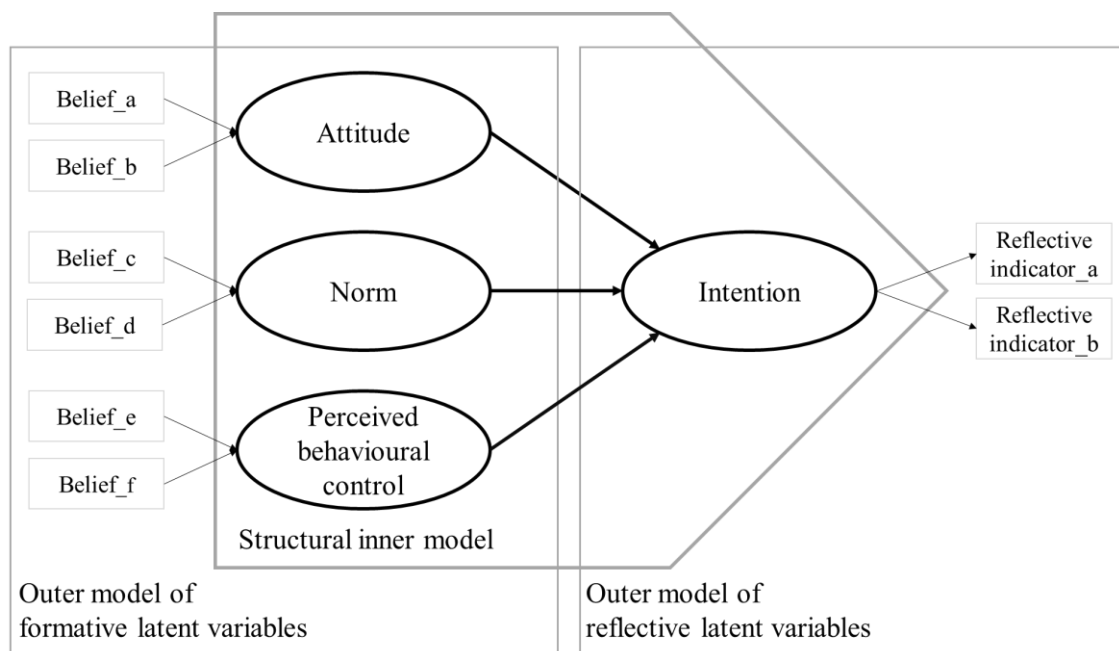 Belief_a
Belief_b
Attitude
Belief_c
Belief_d
Norm
Belief_e
Belief_f
Perceived
behavioural
control
Structural inner model
Outer model of
formative latent variables
Intention
Reflective
indicator_a
Reflective
indicator_b
Outer model of
reflective latent variables